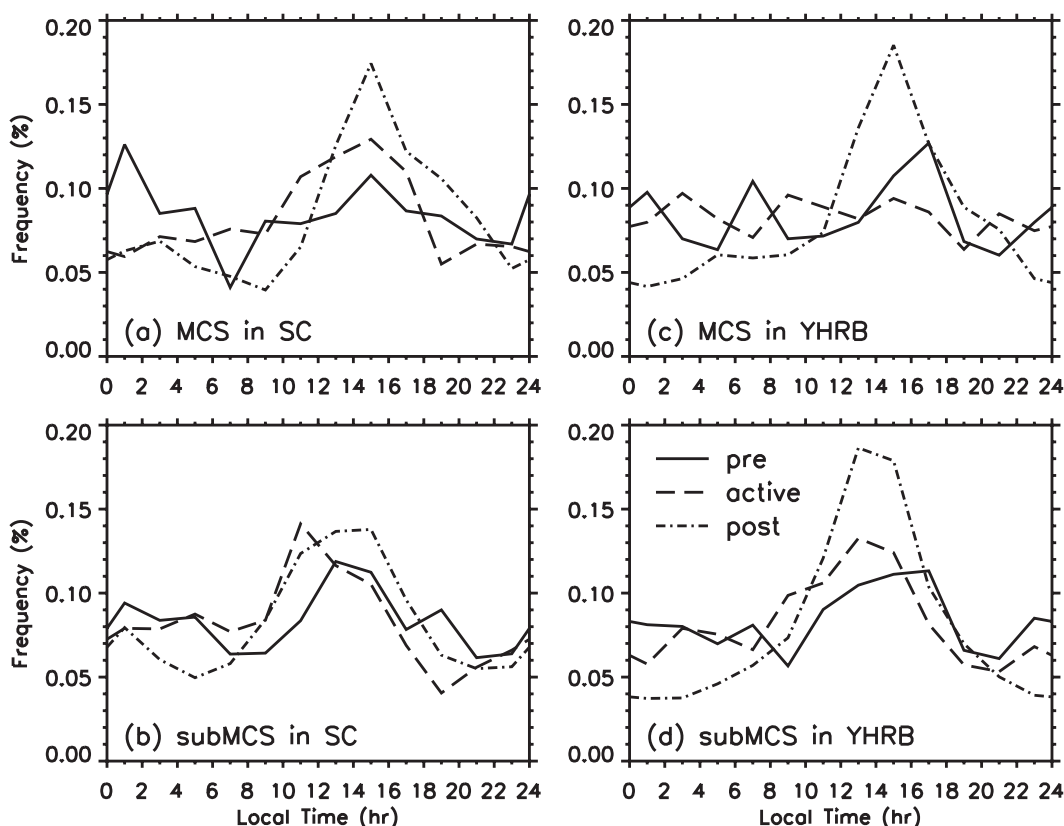 0.20
0.15
0.10
0.05
0.00
Frequency (%)
(a) MCS in SC
0 2 4 6 8 10 12 14 16 18 20 22 24
0.20
0.15
0.10
0.05
0.00
(c) MCS in YHRB
0 2 4 6 8 10 12 14 16 18 20 22 24
0.20
0.15
0.10
0.05
0.00
Frequency (%)
(b) subMCS in SC
0 2 4 6 8 10 12 14 16 18 20 22 24
Local Time (hr)
0.20
0.15
0.10
0.05
0.00
pre
active
post
(d) subMCS in YHRB
0 2 4 6 8 10 12 14 16 18 20 22 24
Local Time (hr)